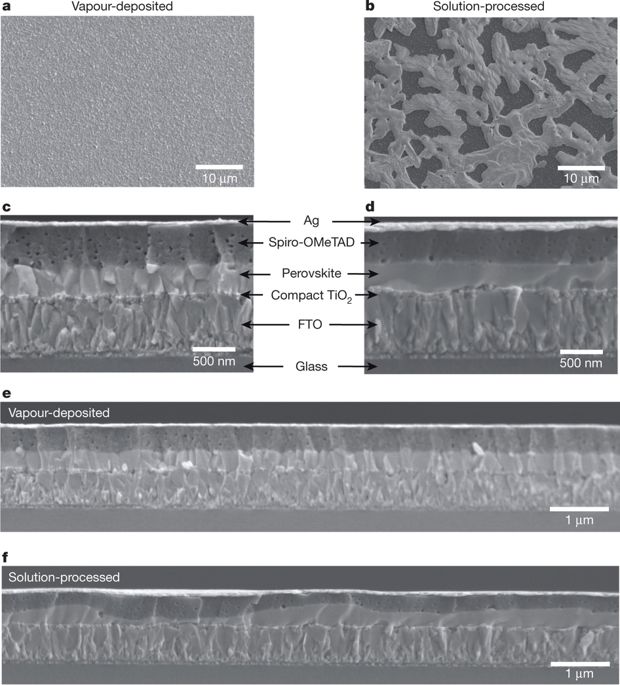 a Vapour-deposited
b Solution-processed
10 μm
10 μm
c
d
Ag
Spiro-OMeTAD
Perovskite
Compact TiO₂
FTO
Glass
500 nm
500 nm
e
Vapour-deposited
1 μm
f
Solution-processed
1 μm